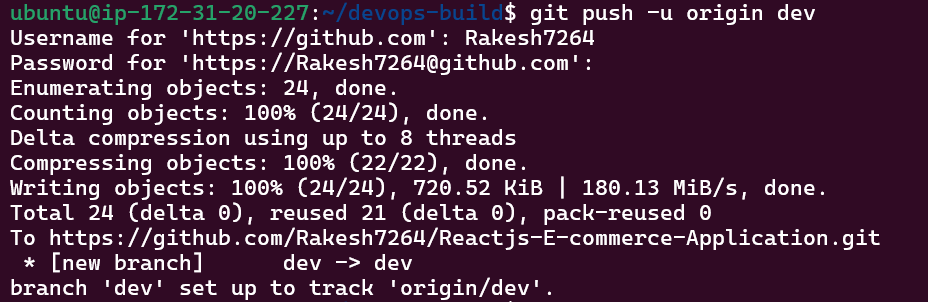 ubuntu@ip-172-31-20-227:~/devops-build$ git push -u origin dev
Username for 'https://github.com': Rakesh7264
Password for 'https://Rakesh7264@github.com':
Enumerating objects: 24, done.
Counting objects: 100% (24/24), done.
Delta compression using up to 8 threads
Compressing objects: 100% (22/22), done.
Writing objects: 100% (24/24), 720.52 KiB | 180.13 MiB/s, done.
Total 24 (delta 0), reused 21 (delta 0), pack-reused 0
To https://github.com/Rakesh7264/Reactjs-E-commerce-Application.git
 * [new branch]      dev -> dev
branch 'dev' set up to track 'origin/dev'.